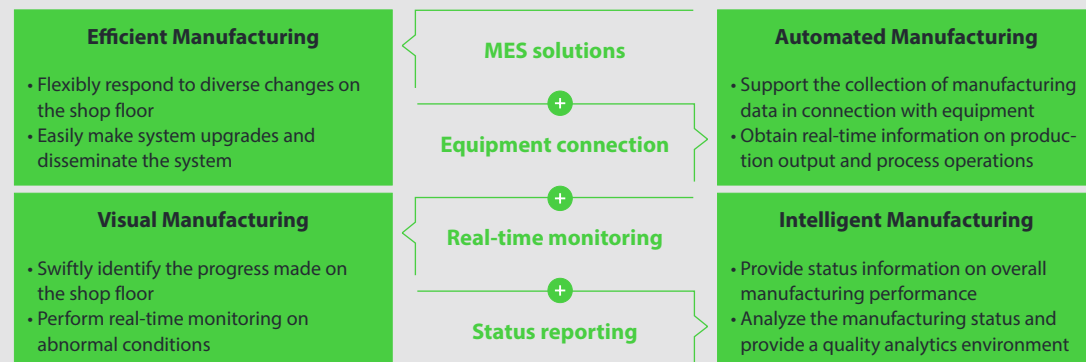 Efficient Manufacturing
• Flexibly respond to diverse changes on
the shop floor
• Easily make system upgrades and
disseminate the system
MES solutions
+
Equipment connection
+
Real-time monitoring
+
Status reporting
Automated Manufacturing
• Support the collection of manufacturing
data in connection with equipment
• Obtain real-time information on produc-
tion output and process operations
Visual Manufacturing
• Swiftly identify the progress made on
the shop floor
• Perform real-time monitoring on
abnormal conditions
Intelligent Manufacturing
• Provide status information on overall
manufacturing performance
• Analyze the manufacturing status and
provide a quality analytics environment